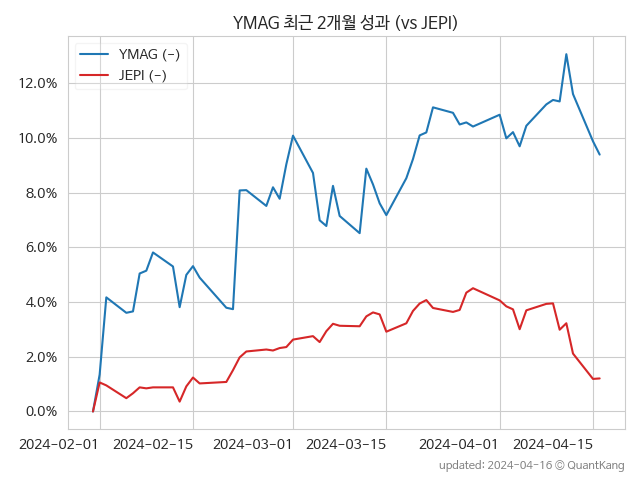 YMAG 최근 2개월 성과 (vs JEPI)
YMAG (-)
JEPI (-)
12.0%
10.0%
8.0%
6.0%
4.0%
2.0%
0.0%
2024-02-01 2024-02-15 2024-03-01 2024-03-15 2024-04-01 2024-04-15
updated: 2024-04-16 © QuantKang